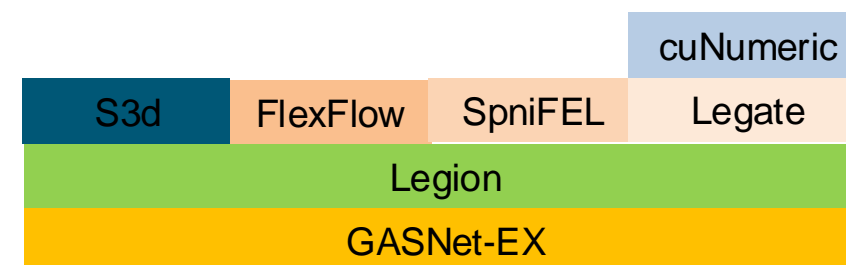 cuNumeric
S3d FlexFlow SpniFEL Legate
Legion
GASNet-EX